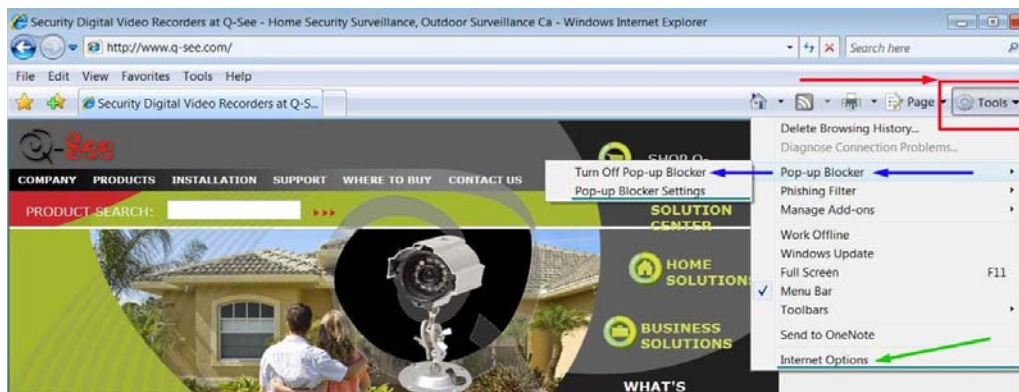 Security Digital Video Recorders at Q-See - Home Security Surveillance, Outdoor Surveillance Ca - Windows Internet Explorer
http://www.q-see.com/
Search here
File Edit View Favorites Tools Help
Security Digital Video Recorders at Q-S...
Page
Tools
Q-See
SHOP Q-
COMPANY PRODUCTS INSTALLATION SUPPORT WHERE TO BUY CONTACT US
PRODUCT SEARCH:
SOLUTION
CENTER
HOME
SOLUTION
BUSINESS
SOLUTIONS
WHAT'S
Turn Off Pop-up Blocker
Pop-up Blocker Settings
Delete Browsing History...
Diagnose Connection Problems...
Pop-up Blocker
Phishing Filter
Manage Add-ons
Work Offline
Windows Update
Full Screen F11
Menu Bar
Toolbars
Send to OneNote
Internet Options